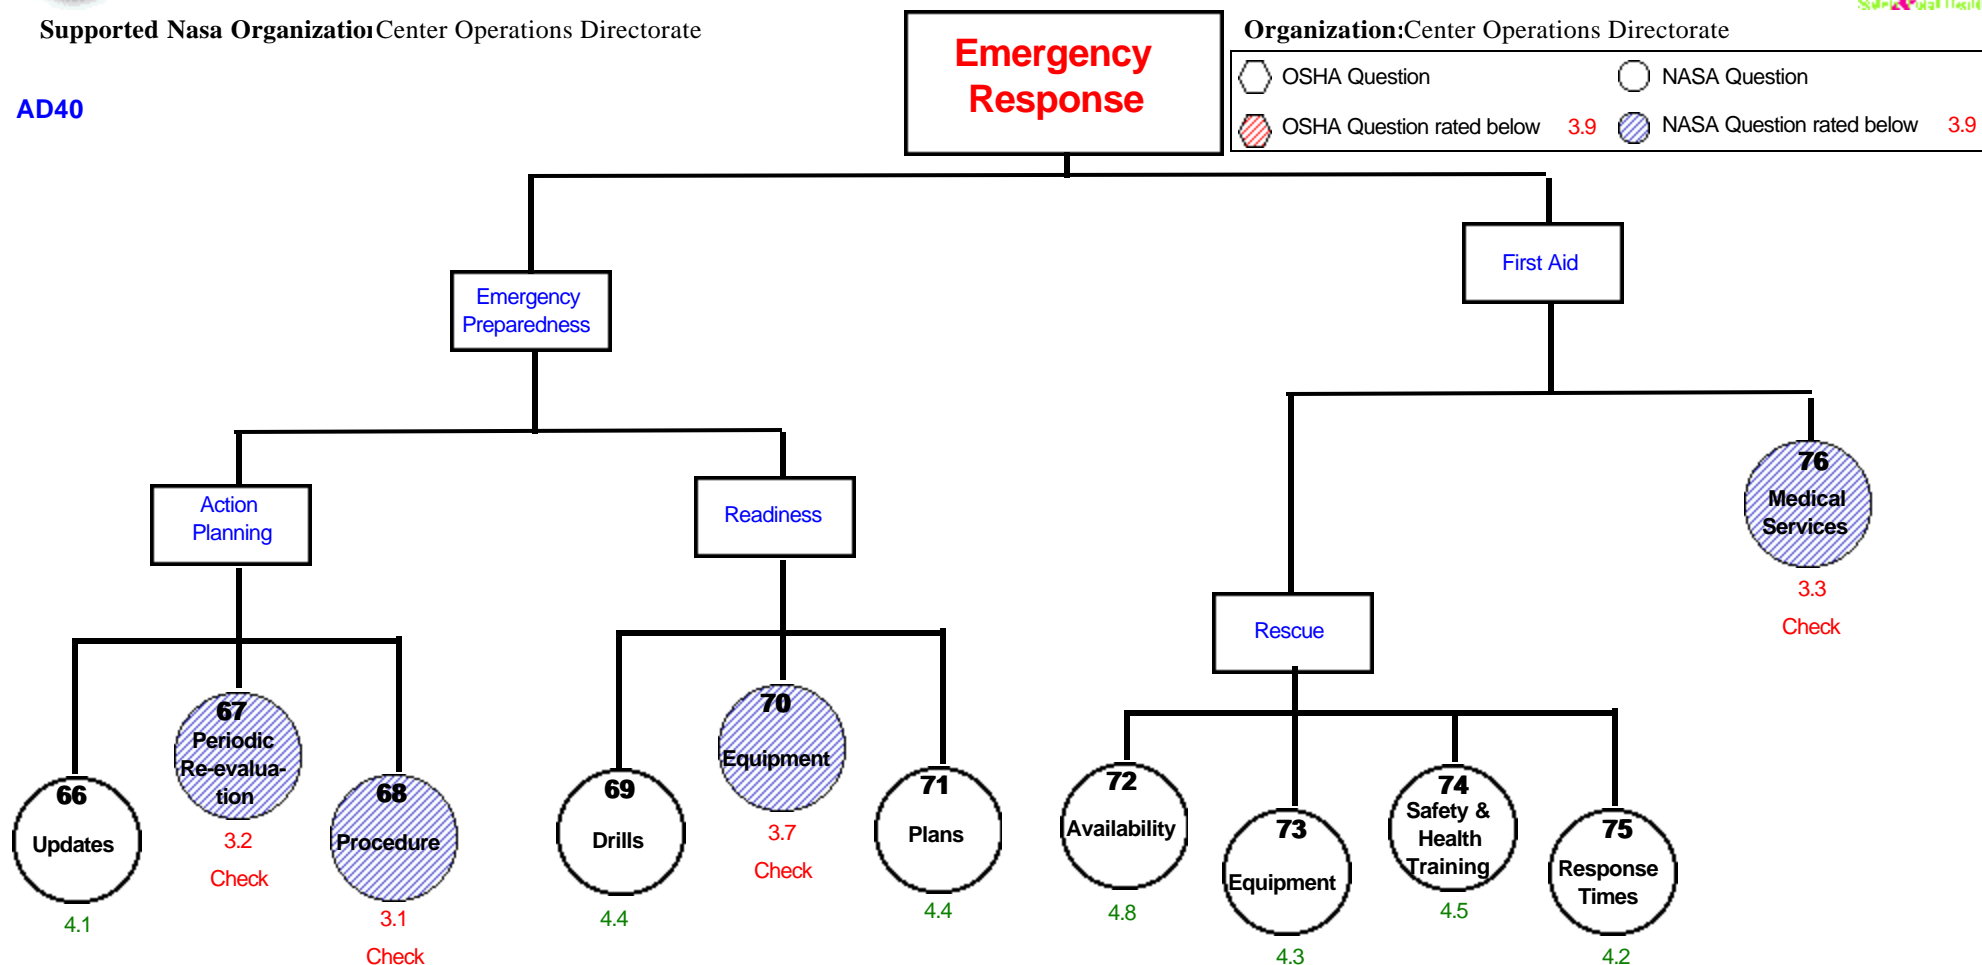 Supported Nasa Organization Center Operations Directorate
Organization: Center Operations Directorate
AD40
Emergency
Response
OSHA Question
NASA Question
OSHA Question rated below 3.9
NASA Question rated below 3.9
First Aid
Emergency
Preparedness
Action
Planning
Readiness
Rescue
76
Medical
Services
3.3
Check
66
Updates
4.1
67
Periodic
Re-evalua-
tion
3.2
Check
68
Procedure
3.1
Check
69
Drills
4.4
70
Equipment
3.7
Check
71
Plans
4.4
72
Availability
4.8
73
Equipment
4.3
74
Safety &
Health
Training
4.5
75
Response
Times
4.2